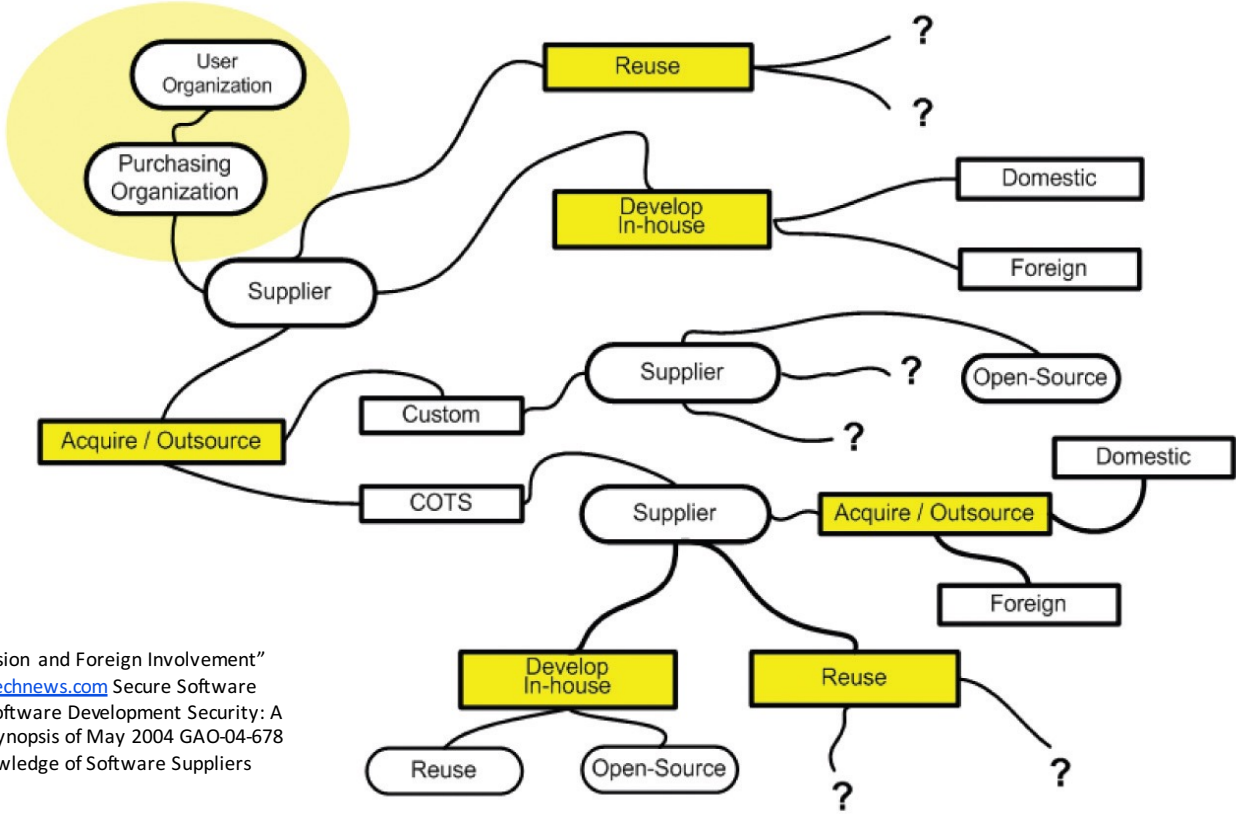 User
Organization
Purchasing
Organization
Supplier
Reuse
?
?
Develop
In-house
Domestic
Foreign
Acquire / Outsource
Custom
Supplier
?
?
Open-Source
COTS
Supplier
Acquire / Outsource
Domestic
Foreign
Develop
In-house
Reuse
Open-Source
Reuse
?
?
sion and Foreign Involvement”
echnews.com Secure Software
oftware Development Security: A
ynopsis of May 2004 GAO-04-678
wledge of Software Suppliers